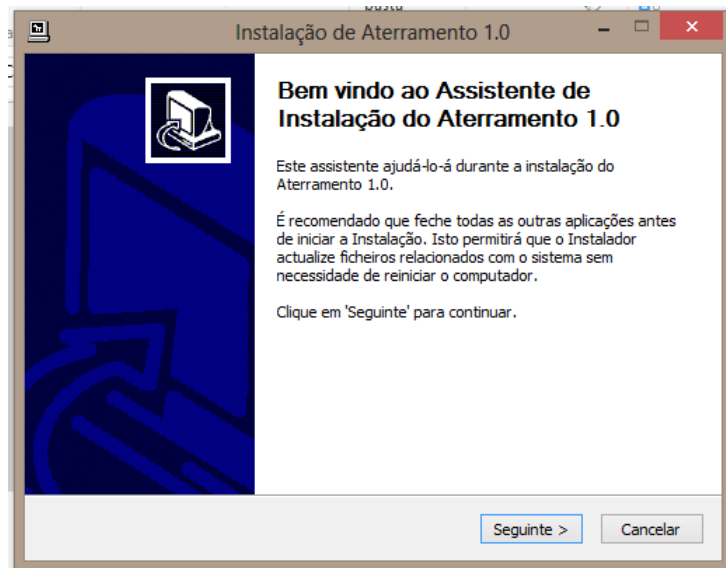 Instalação de Aterramento 1.0
Bem vindo ao Assistente de
Instalação do Aterramento 1.0
Este assistente ajudá-lo-á durante a instalação do
Aterramento 1.0.
É recomendado que feche todas as outras aplicações antes
de iniciar a Instalação. Isto permitirá que o Instalador
actualize ficheiros relacionados com o sistema sem
necessidade de reiniciar o computador.
Clique em 'Seguinte' para continuar.
Seguinte >
Cancelar